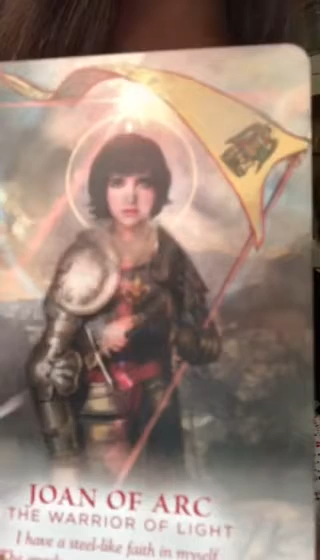 JOAN OF ARC
THE WARRIOR OF LIGHT
I have a steel-like faith in myself